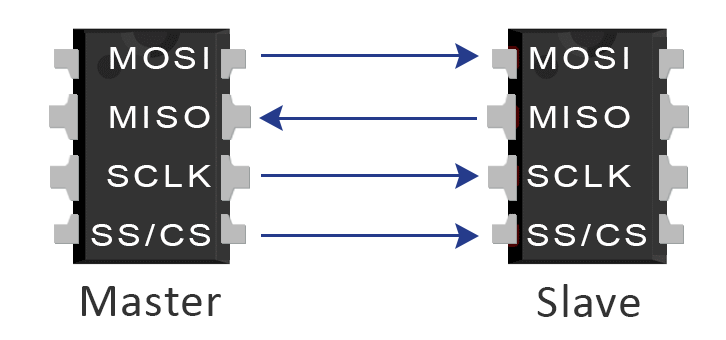 MOSI
MISO
SCLK
SS/CS
Master
MOSI
MISO
SCLK
SS/CS
Slave